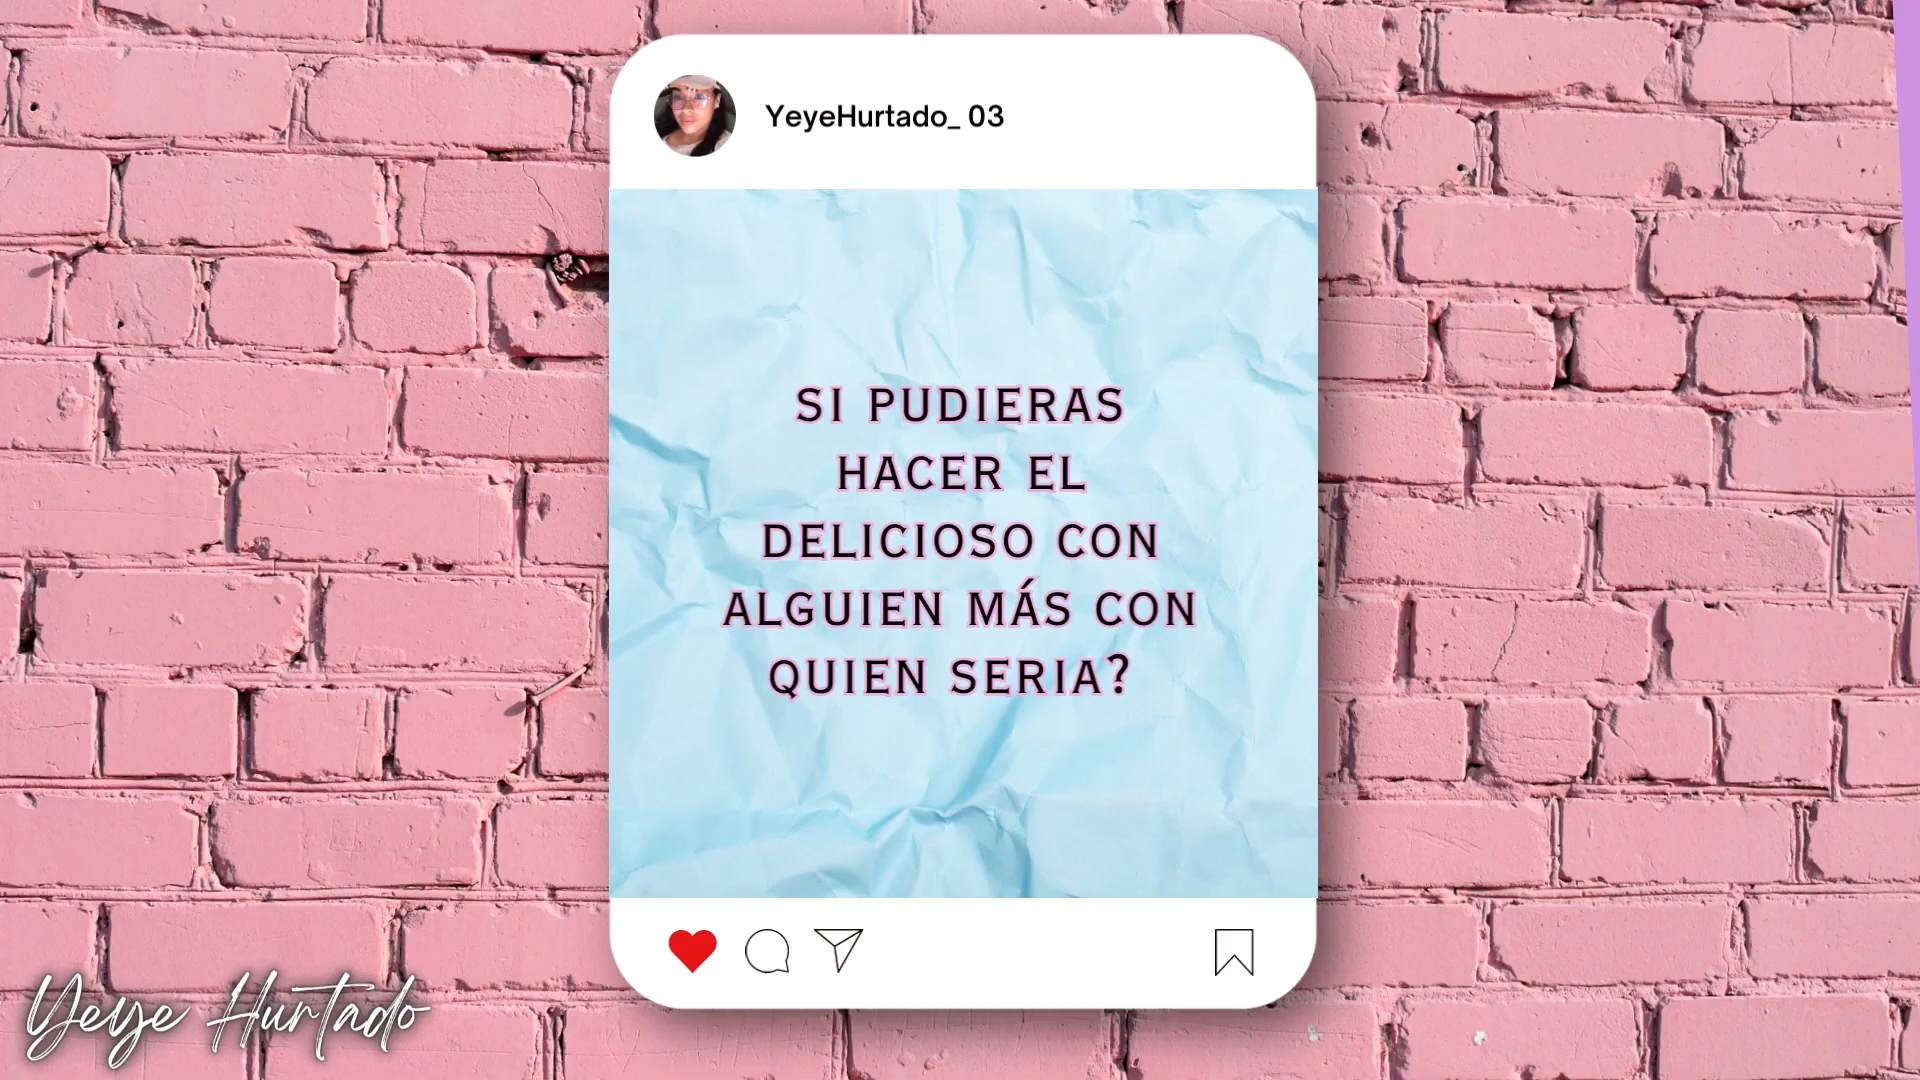 YeyeHurtado_ 03
SI PUDIERAS
HACER EL
DELICIOSO CON
ALGUIEN MÁS CON
QUIEN SERIA?
Yeye Hurtado